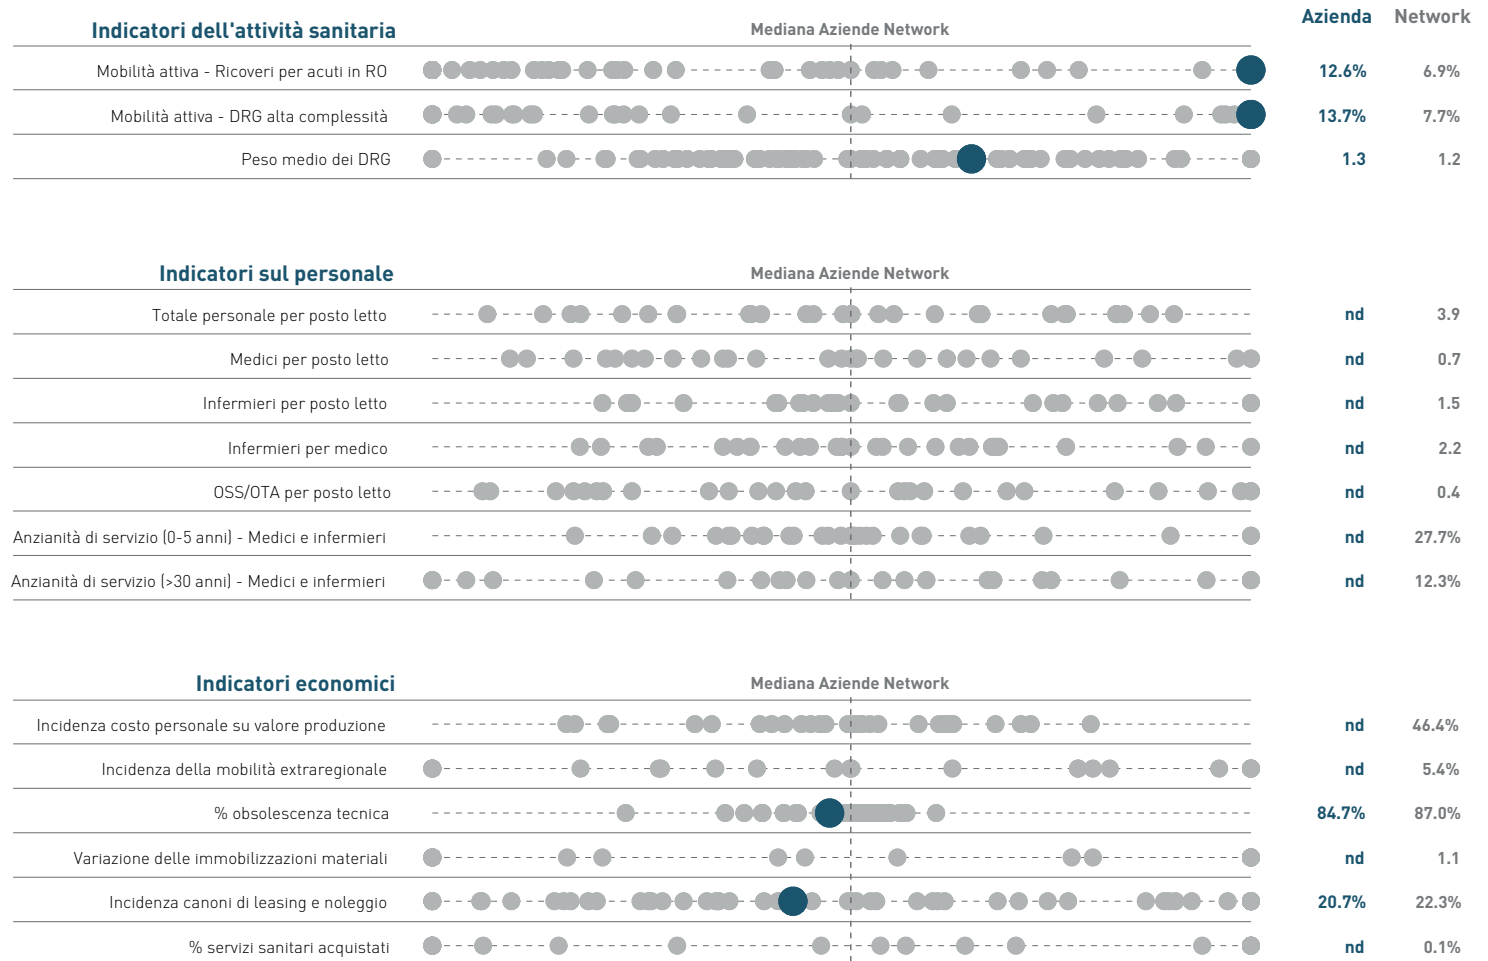 Azienda Network
Indicatori dell'attività sanitaria Mediana Aziende Network
Mobilità attiva - Ricoveri per acuti in RO 12.6% 6.9%
Mobilità attiva - DRG alta complessità 13.7% 7.7%
Peso medio dei DRG 1.3 1.2
Indicatori sul personale Mediana Aziende Network
Totale personale per posto letto nd 3.9
Medici per posto letto nd 0.7
Infermieri per posto letto nd 1.5
Infermieri per medico nd 2.2
OSS/OTA per posto letto nd 0.4
Anzianità di servizio (0-5 anni) - Medici e infermieri nd 27.7%
Anzianità di servizio (>30 anni) - Medici e infermieri nd 12.3%
Indicatori economici Mediana Aziende Network
Incidenza costo personale su valore produzione nd 46.4%
Incidenza della mobilità extraregionale nd 5.4%
% obsolescenza tecnica 84.7% 87.0%
Variazione delle immobilizzazioni materiali nd 1.1
Incidenza canoni di leasing e noleggio 20.7% 22.3%
% servizi sanitari acquistati nd 0.1%